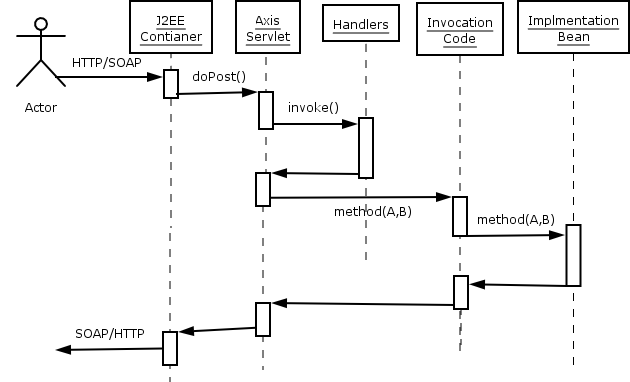 J2EE
Contianer
Axis
Servlet
Handlers
Invocation
Code
Implmentation
Bean
HTTP/SOAP
doPost()
Actor
invoke()
method(A,B)
method(A,B)
SOAP/HTTP